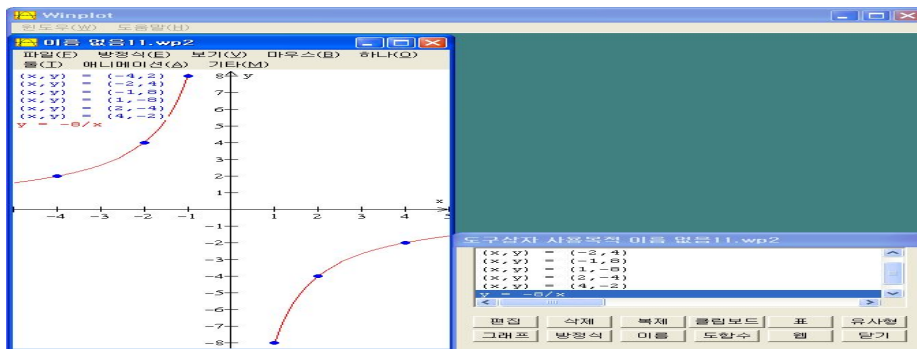 Winplot
윈도우(W) 도움말(H)
이름 없음11.wp2
파일(F) 방정식(E) 보기(V) 마우스(B) 하나(O)
툴(T) 애니메이션(A) 기타(M)
(x,y) = (-4,2)
(x,y) = (-2,4)
(x,y) = (-1,8)
(x,y) = (1,-8)
(x,y) = (2,-4)
(x,y) = (4,-2)
y = -8/x
y
8
7
6
5
4
3
2
1
x
-4 -3 -2 -1 1 2 3 4 5
-1
-2
-3
-4
-5
-6
-7
-8
도구상자 사용목적 이름 없음11.wp2
(x,y) = (-2,4)
(x,y) = (-1,8)
(x,y) = (1,-8)
(x,y) = (2,-4)
(x,y) = (4,-2)
y = -8/x
편집 삭제 복제 클립보드 표 유사형
그래프 방정식 이름 도함수 웹 닫기